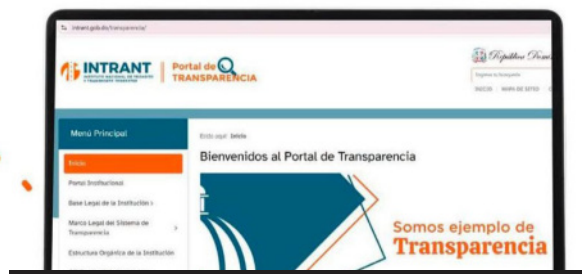 intrant.gob.do/transparencia/
INTRANT
INSTITUTO NACIONAL DE TRÁNSITO
Y TRANSPORTE TERRESTRE
Portal de
TRANSPARENCIA
República Domi
INICIO MAPA DE SITIO
Menú Principal
Inicio
Portal Institucional
Base Legal de la Institución >
Marco Legal del Sistema de
Transparencia >
Estructura Orgánica de la Institución
Está aquí: Inicio
Bienvenidos al Portal de Transparencia
Somos ejemplo de
Transparencia